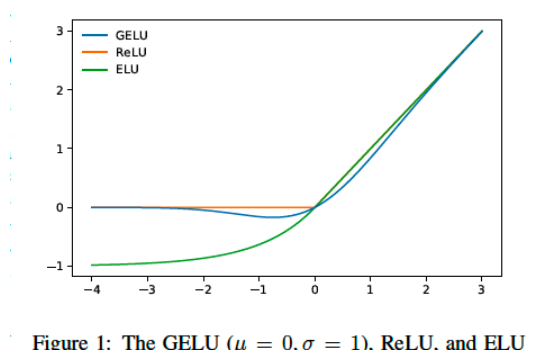 GELU
ReLU
ELU
3
2
1
0
−1
−4 −3 −2 −1 0 1 2 3
Figure 1: The GELU (μ = 0, σ = 1), ReLU, and ELU